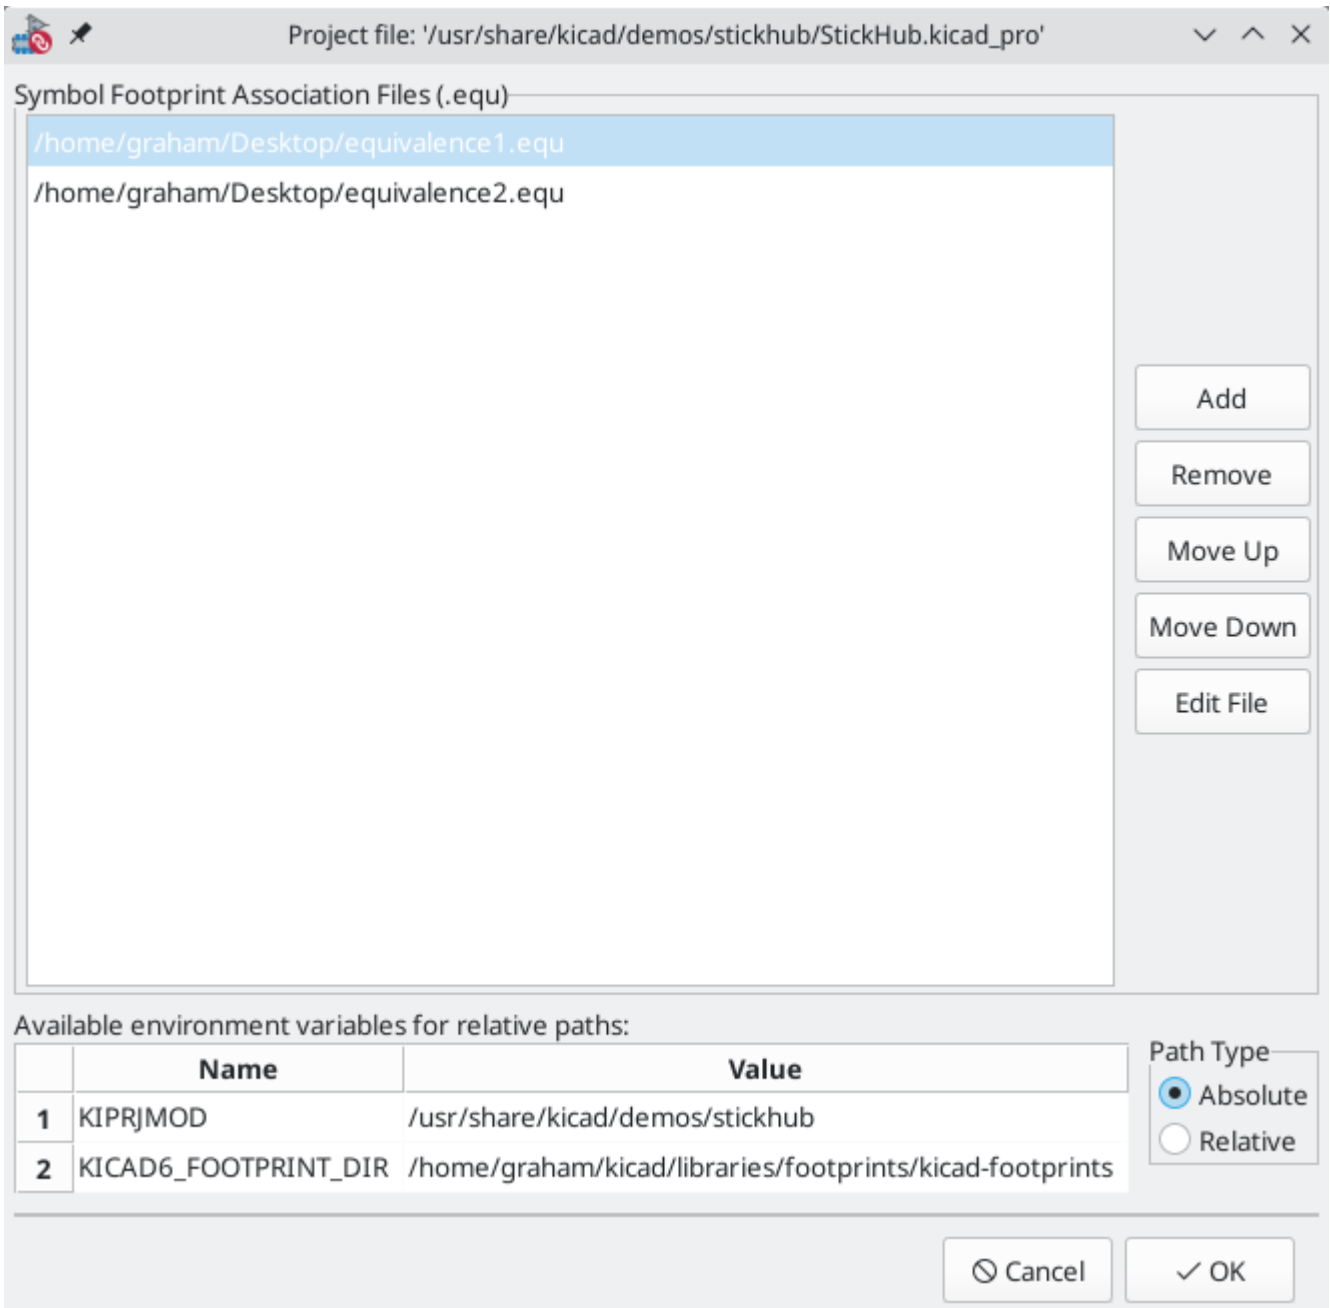 Project file: '/usr/share/kicad/demos/stickhub/StickHub.kicad_pro'
Symbol Footprint Association Files (.equ)
/home/graham/Desktop/equivalence1.equ
/home/graham/Desktop/equivalence2.equ
Add
Remove
Move Up
Move Down
Edit File
Available environment variables for relative paths:
Name Value
1 KIPRJMOD /usr/share/kicad/demos/stickhub
2 KICAD6_FOOTPRINT_DIR /home/graham/kicad/libraries/footprints/kicad-footprints
Path Type
Absolute
Relative
Cancel OK